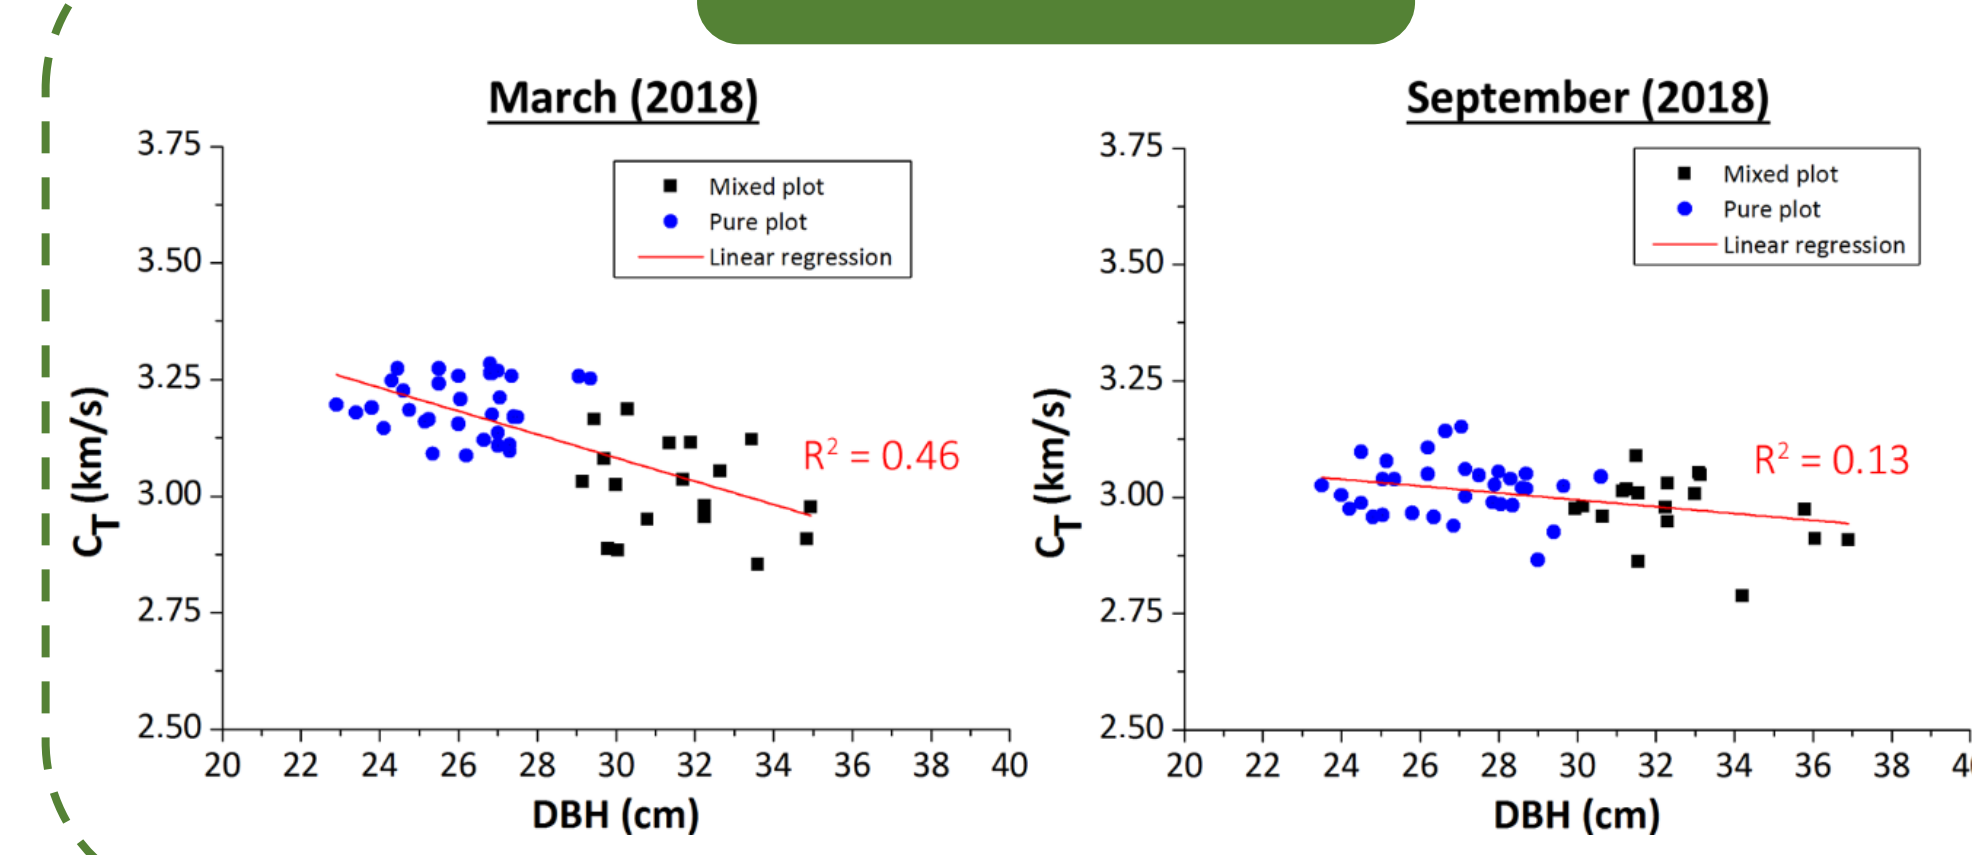 March (2018)
3.75
3.50
3.25
3.00
2.75
2.50
C_T (km/s)
Mixed plot
Pure plot
Linear regression
R² = 0.46
20 22 24 26 28 30 32 34 36 38 40
DBH (cm)
September (2018)
3.75
3.50
3.25
3.00
2.75
2.50
C_T (km/s)
Mixed plot
Pure plot
Linear regression
R² = 0.13
20 22 24 26 28 30 32 34 36 38
DBH (cm)